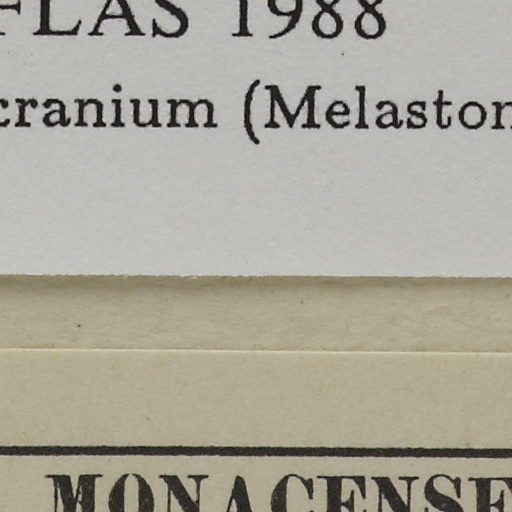 FLAS 1988
cranium (Melaston
MONACENSE